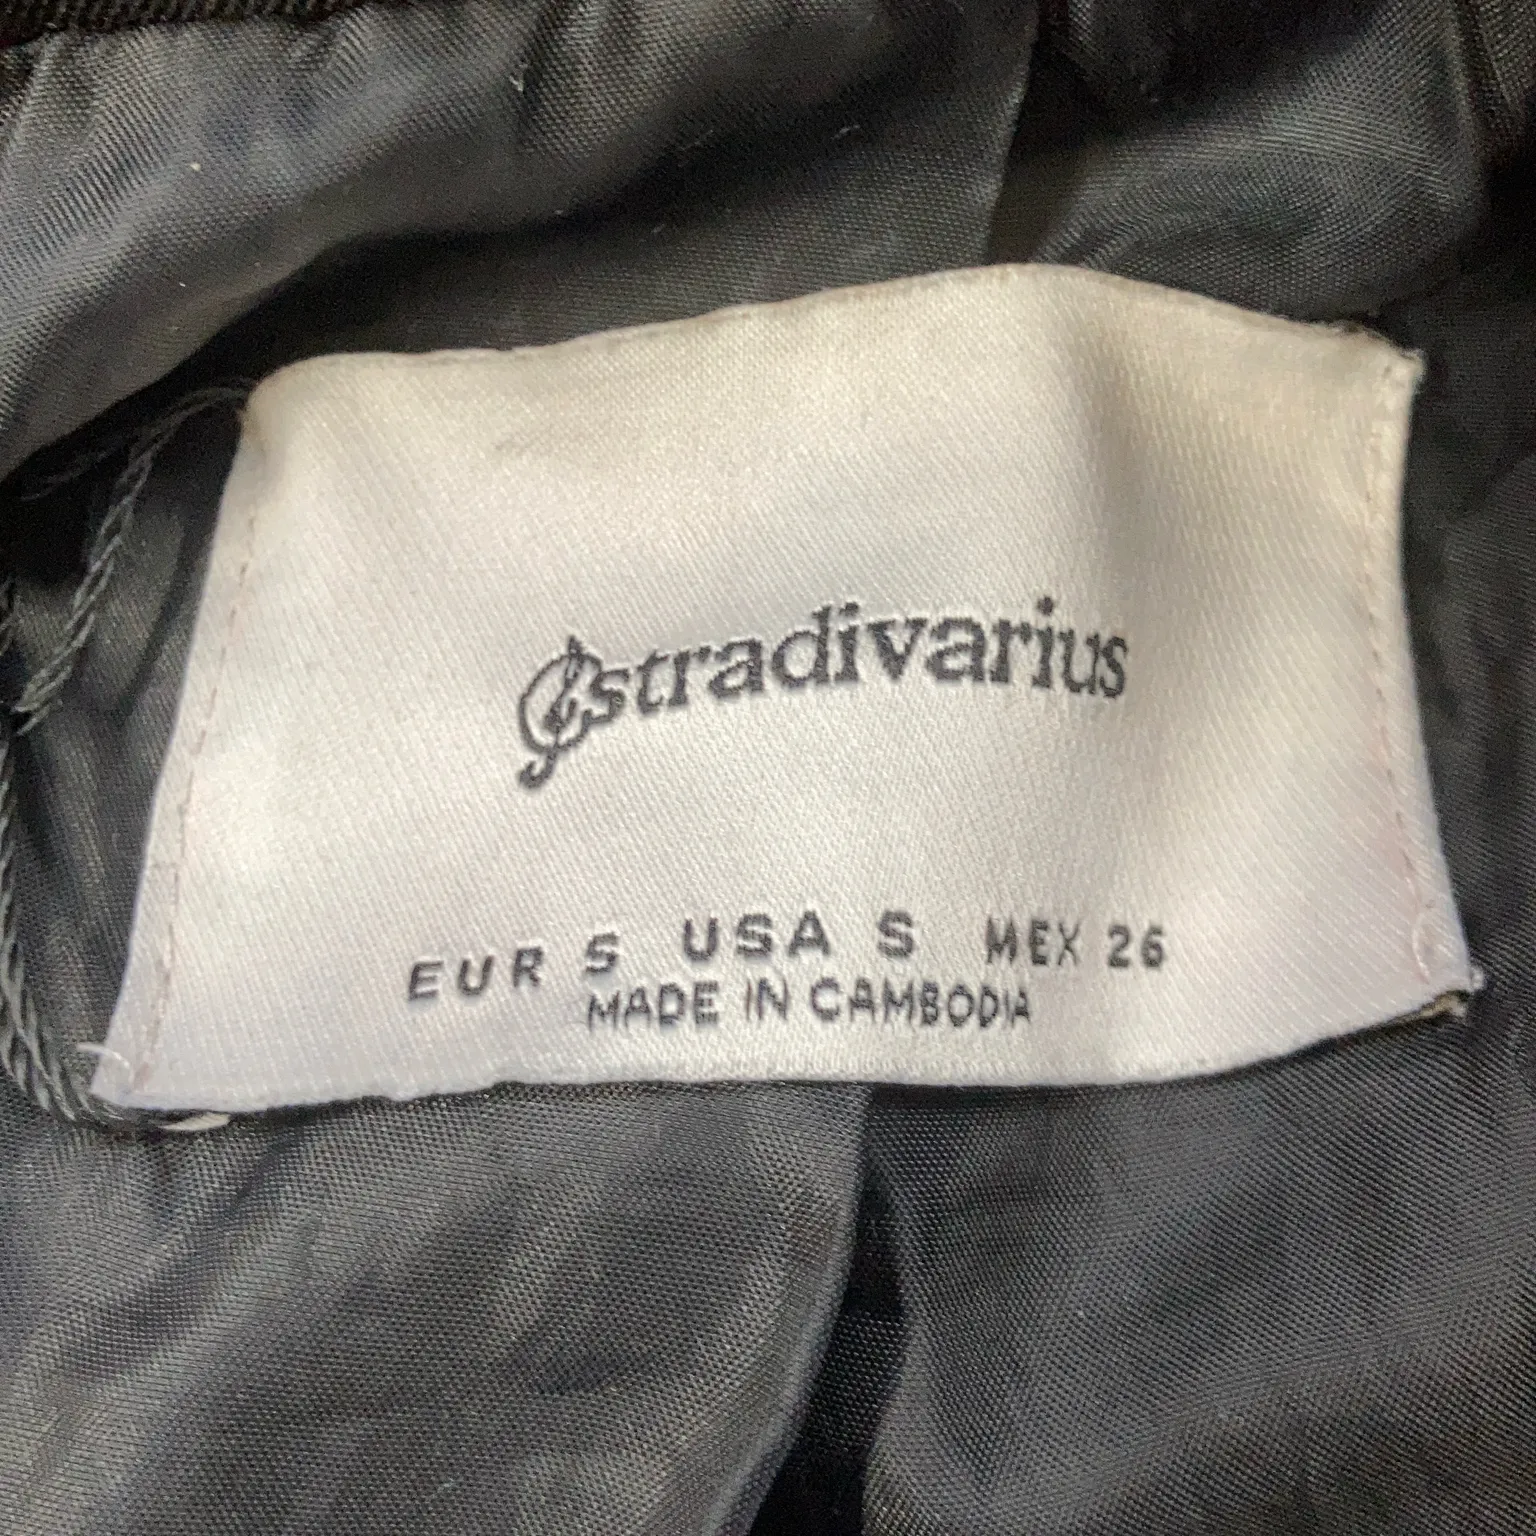 stradivarius
EUR S USA S MEX 26
MADE IN CAMBODIA